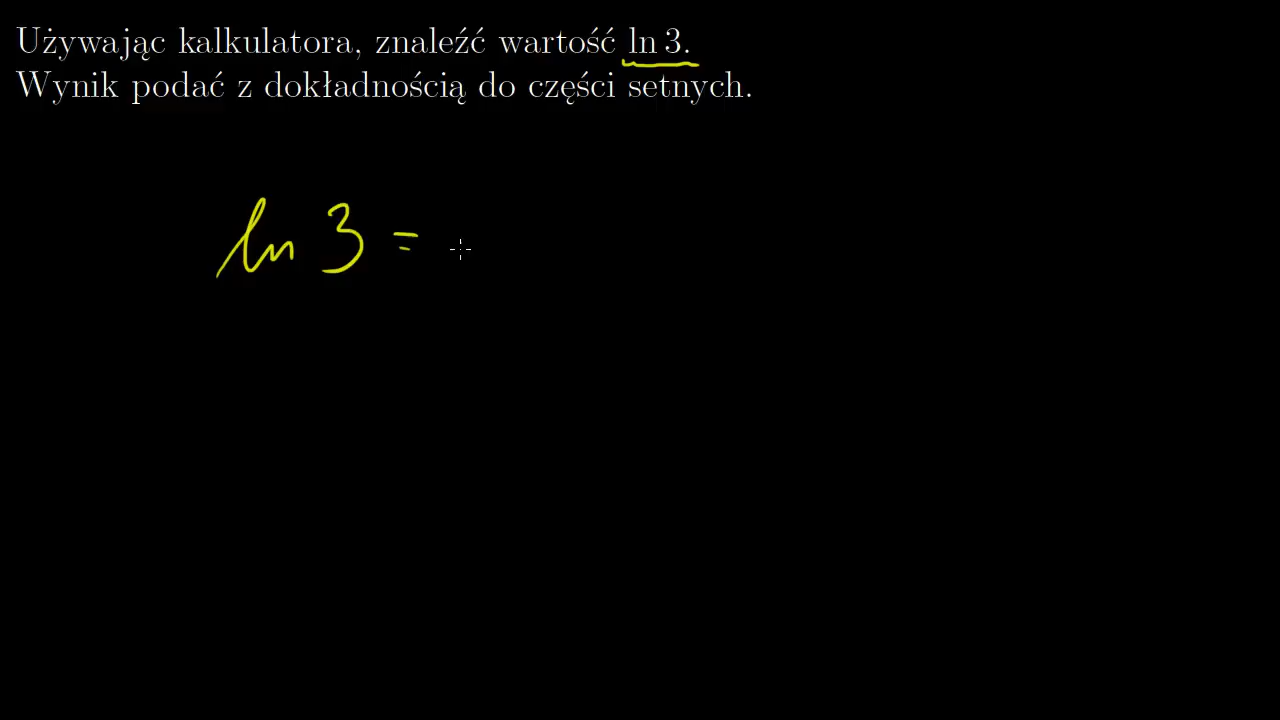 Używając kalkulatora, znaleźć wartość ln 3.
Wynik podać z dokładnością do części setnych.
ln 3 =